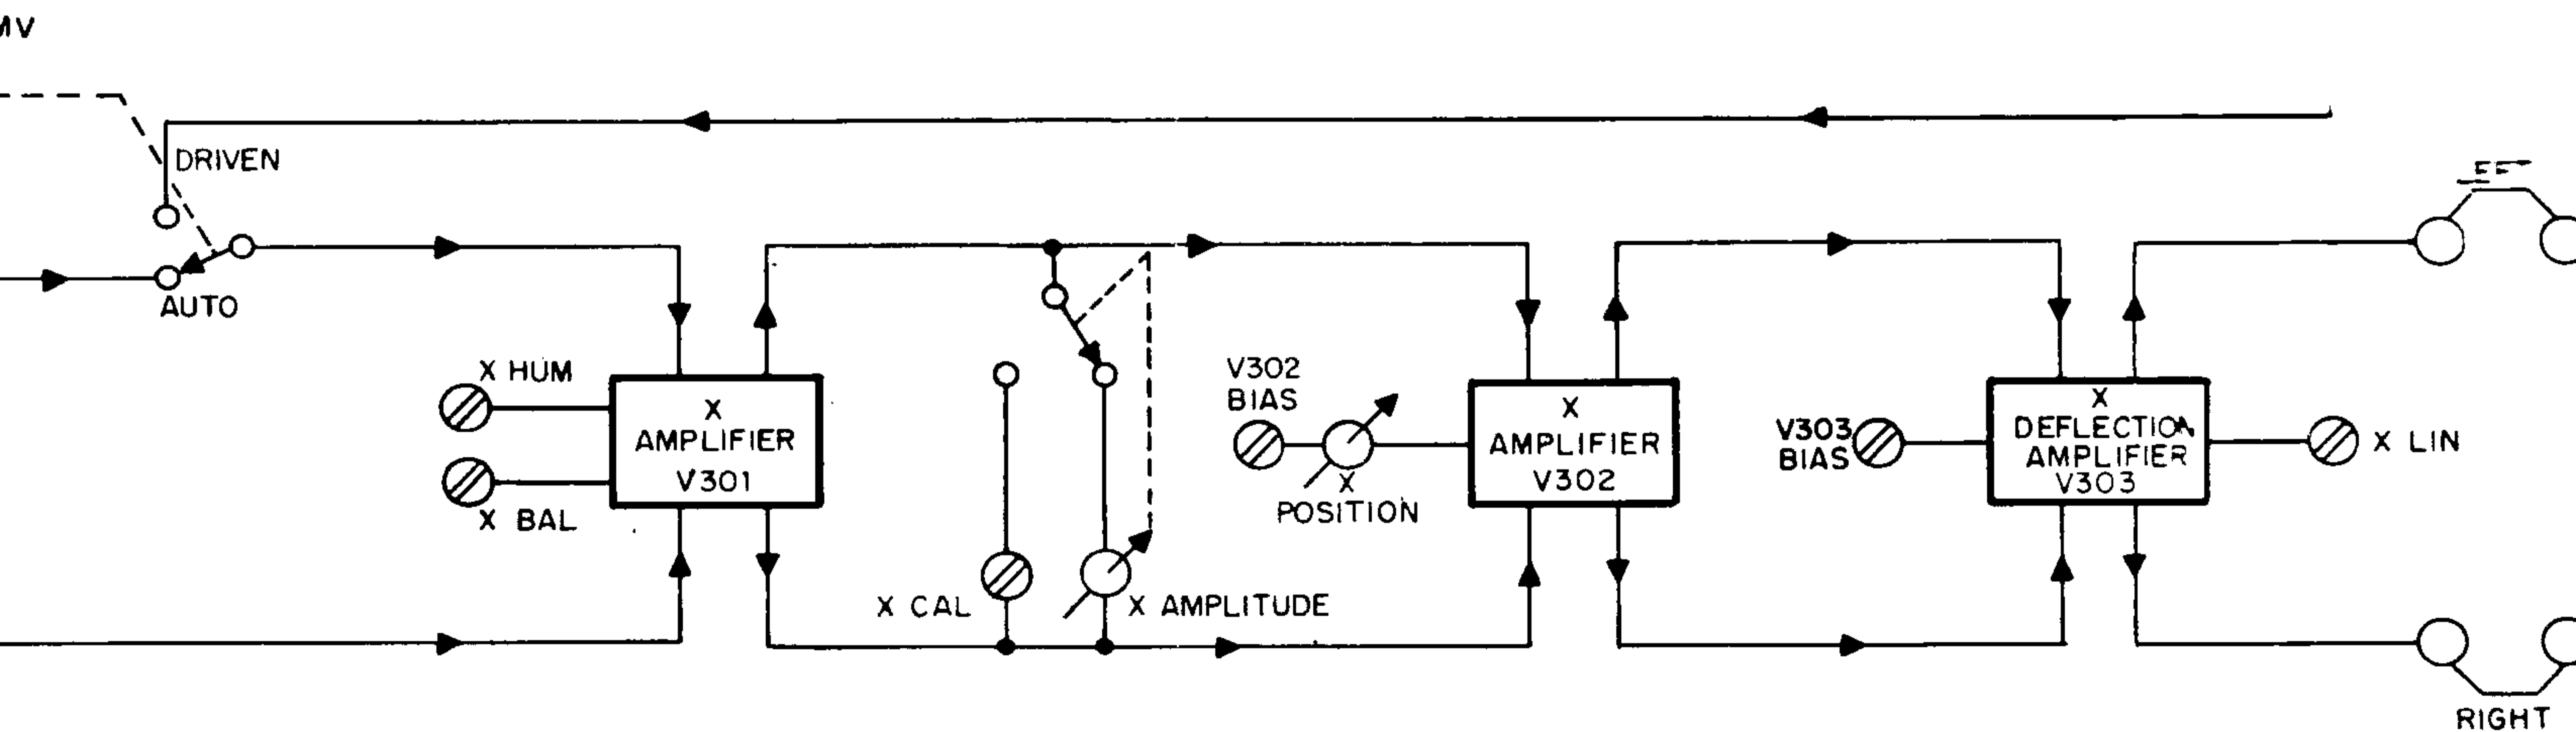 DRIVEN
AUTO
X HUM
X BAL
X
AMPLIFIER
V301
X CAL
X AMPLITUDE
V302
BIAS
X
POSITION
X
AMPLIFIER
V302
V303
BIAS
X
DEFLECTION
AMPLIFIER
V303
X LIN
RIGHT